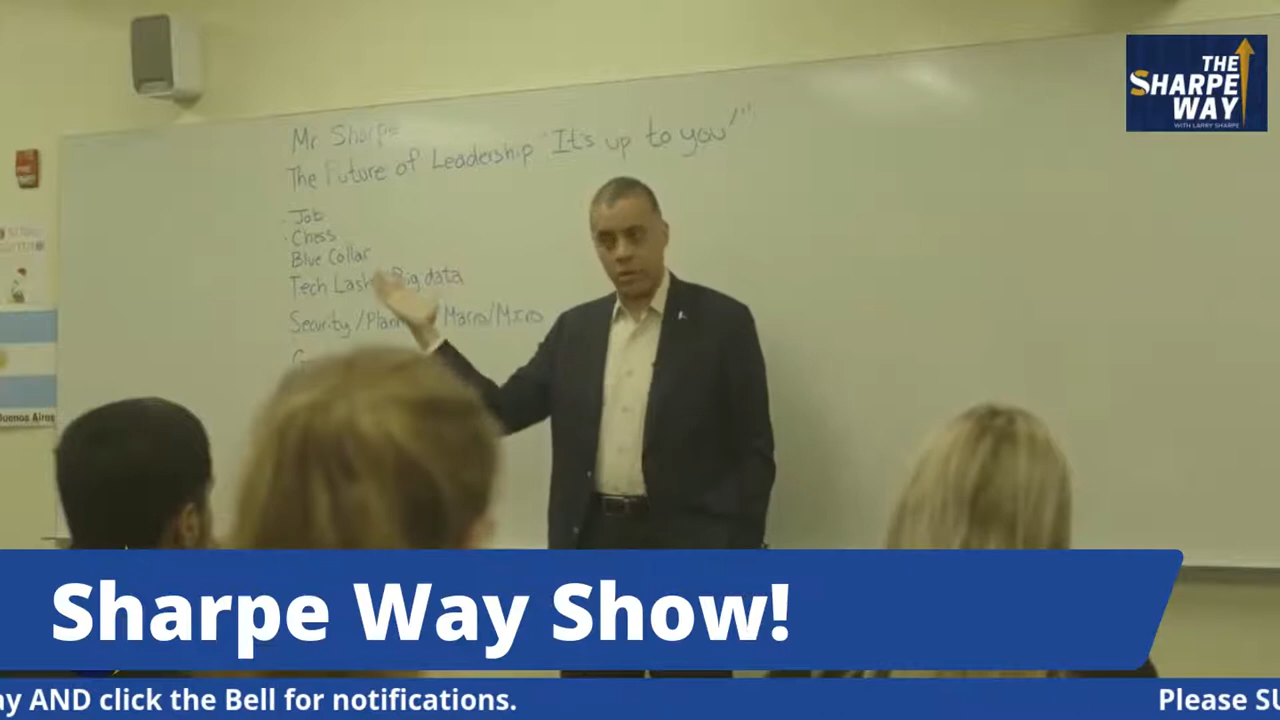 THE
SHARPE
WAY
WITH LARRY SHARPE
Mr Sharpe
The Future of Leadership "It's up to you"
Job
Chess
Blue Collar
Tech Lash Big data
Security / Macro/Micro
Buenos Aires
Sharpe Way Show!
ay AND click the Bell for notifications.
Please SU